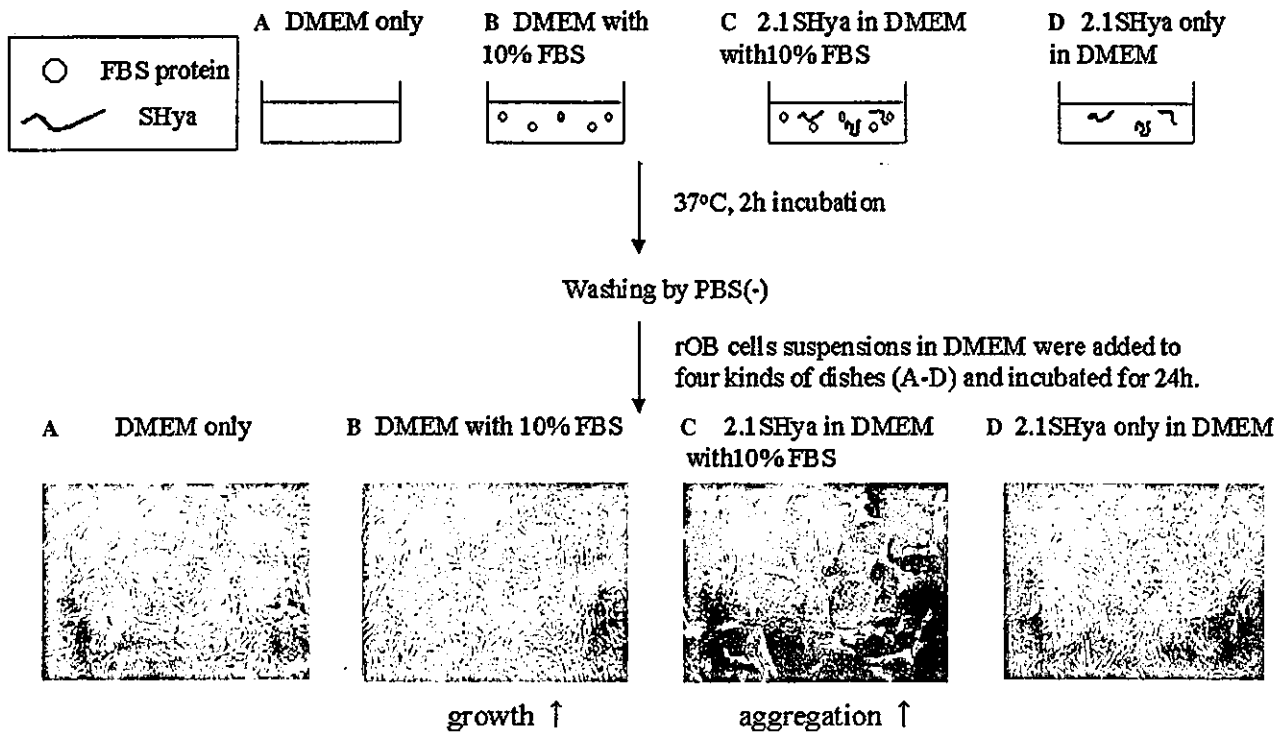 A DMEM only
B DMEM with
10% FBS
C 2.1SHya in DMEM
with10% FBS
D 2.1SHya only
in DMEM
FBS protein
SHya
37°C, 2h incubation
Washing by PBS(-)
rOB cells suspensions in DMEM were added to
four kinds of dishes (A-D) and incubated for 24h.
A DMEM only
B DMEM with 10% FBS
C 2.1SHya in DMEM
with10% FBS
D 2.1SHya only in DMEM
growth ↑
aggregation ↑